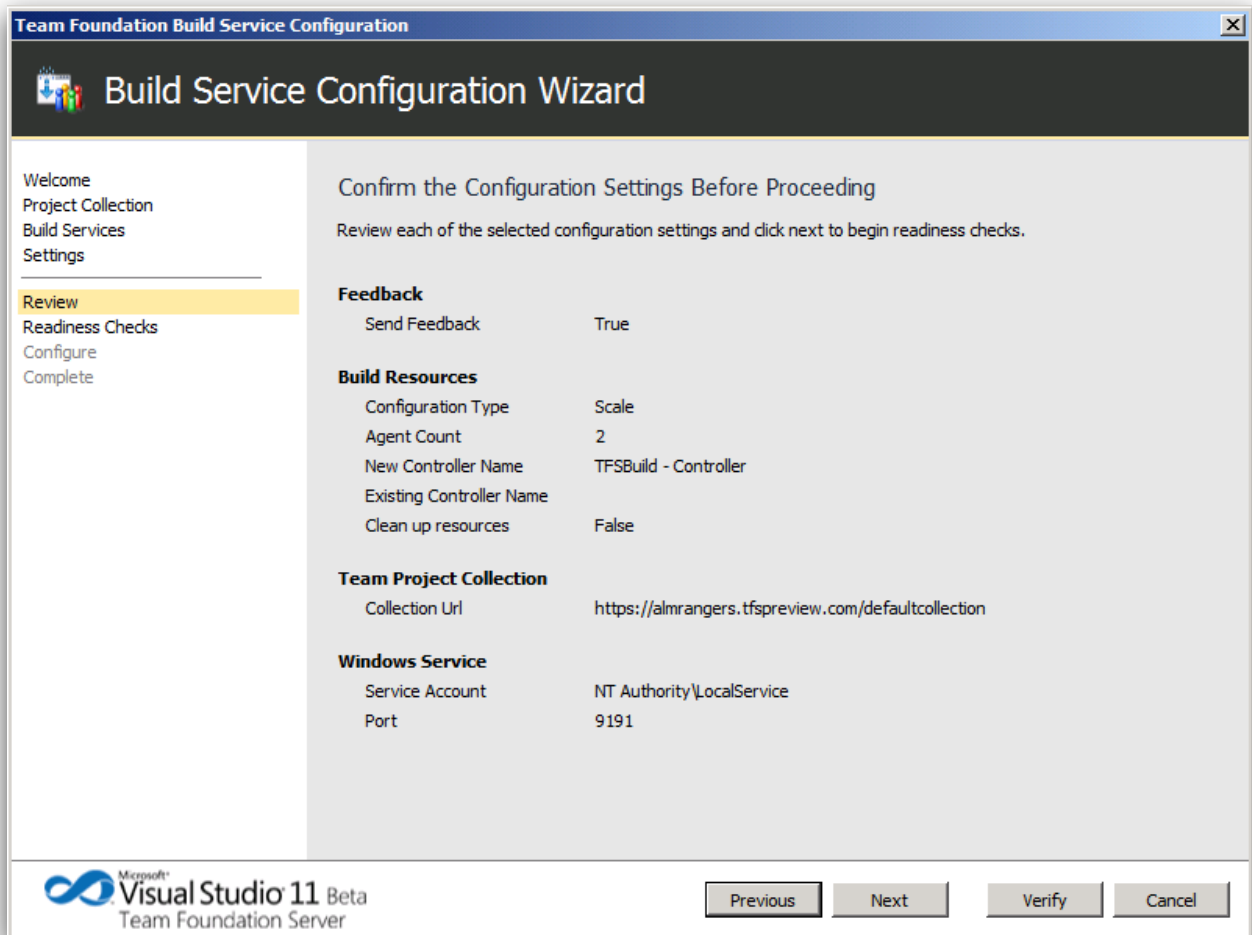 Team Foundation Build Service Configuration
Build Service Configuration Wizard
Welcome
Project Collection
Build Services
Settings
Review
Readiness Checks
Configure
Complete
Confirm the Configuration Settings Before Proceeding
Review each of the selected configuration settings and click next to begin readiness checks.
Feedback
Send Feedback True
Build Resources
Configuration Type Scale
Agent Count 2
New Controller Name TFSBuild - Controller
Existing Controller Name
Clean up resources False
Team Project Collection
Collection Url https://almrangers.tfspreview.com/defaultcollection
Windows Service
Service Account NT Authority\LocalService
Port 9191
Microsoft®
Visual Studio 11 Beta
Team Foundation Server
Previous Next Verify Cancel